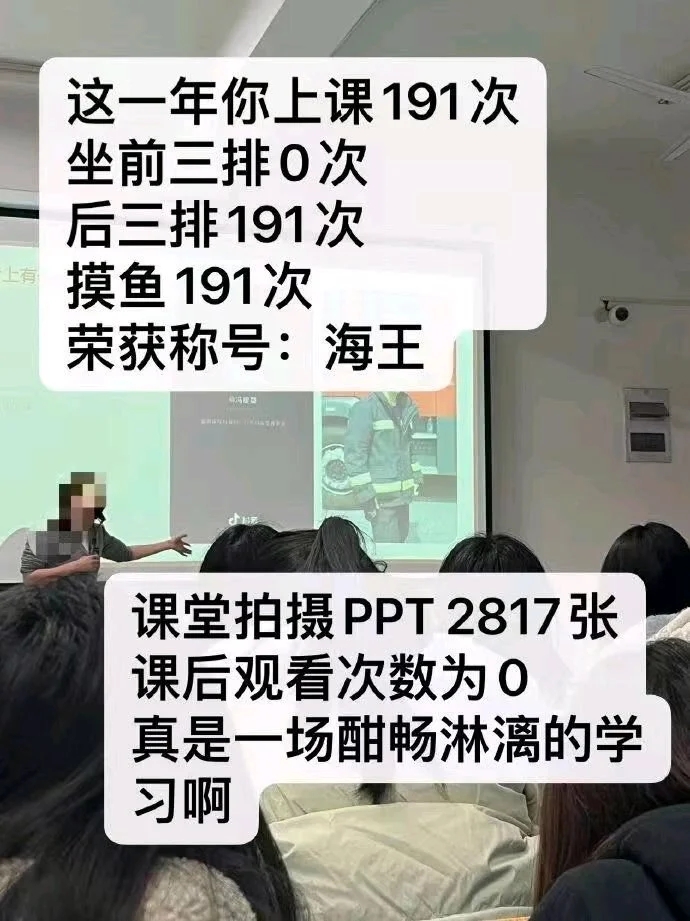 这一年你上课191次
坐前三排0次
后三排191次
摸鱼191次
荣获称号：海王
上有
课堂拍摄PPT 2817张
课后观看次数为0
真是一场酣畅淋漓的学
习啊